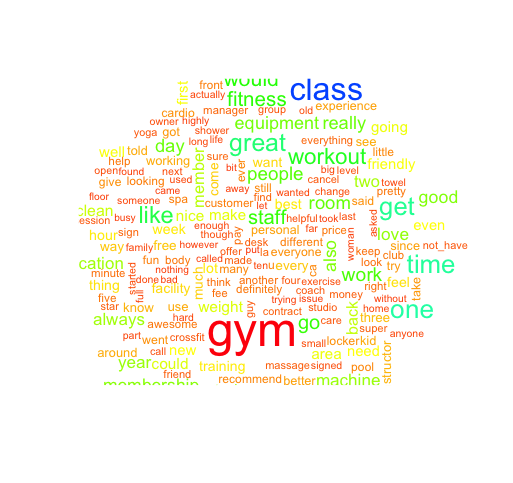 front would
first actually class
fitness experience
cardio manager group old
owner highly equipment really going
yoga got shower
long life great everything see
well told day workout little
help working member sure want friendly
open found next come ever bit people big level
give looking used away still wanted change two towel
floor someone spa customer find room pretty
clean nice make best let get good
ession busy like staff helpful took last asked even
hour sign week enough pay far price love
way family free however though desk different woman since not_have
cation body called offer put la everyone also keep club
minute nothing came made tenu ca work look try time
thing started done bad much lot many every feel
five full think another four exercise right take
star know facility definitely coach money without
use fee weight guy trying issue back home one
always hard contract studio three
awesome gym go care super anyone
part went crossfit small locker kid
around call new area need structor
year could training massage signed pool
friend recommend better machine
membership
cancel personal
fun